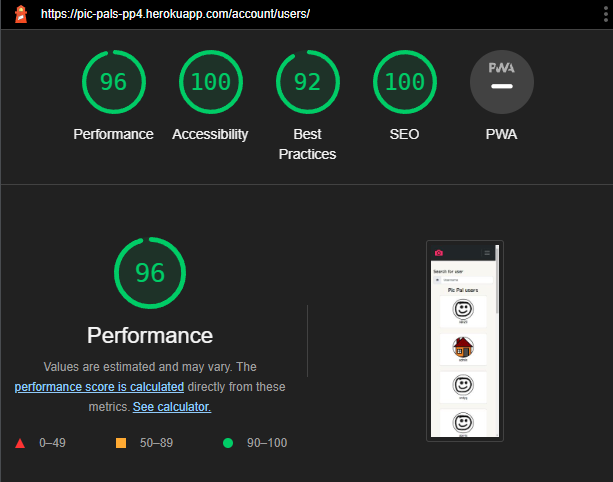 https://pic-pals-pp4.herokuapp.com/account/users/
96
100
92
100
PWA
Performance
Accessibility
Best
Practices
SEO
PWA
96
Performance
Values are estimated and may vary. The
performance score is calculated directly from these
metrics. See calculator.
0–49
50–89
90–100
Search for user
Pic Pal users